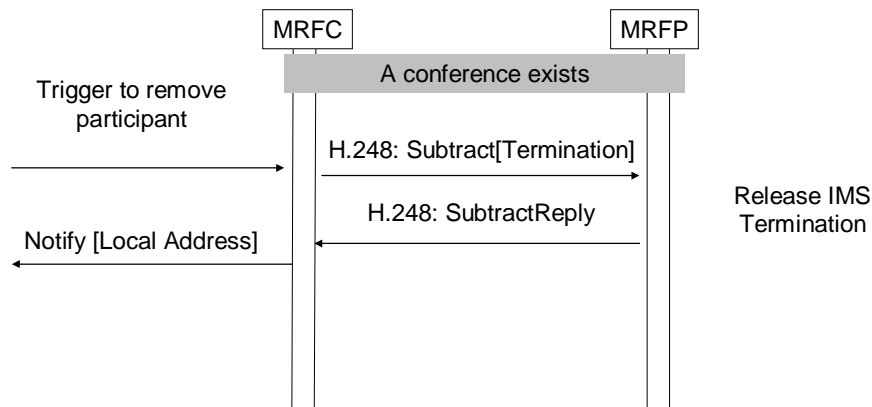 MRFC
MRFP
A conference exists
Trigger to remove
participant
H.248: Subtract[Termination]
H.248: SubtractReply
Release IMS
Termination
Notify [Local Address]